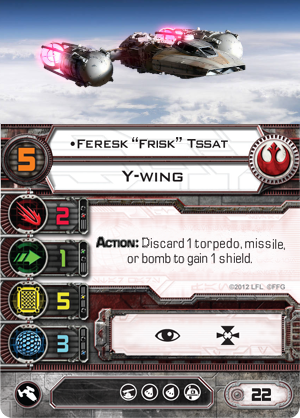 •Feresk “Frisk” Tssat
5
Y-wing
2
Action: Discard 1 torpedo, missile,
or bomb to gain 1 shield.
1
©2012 LFL ©FFG
5
3
22